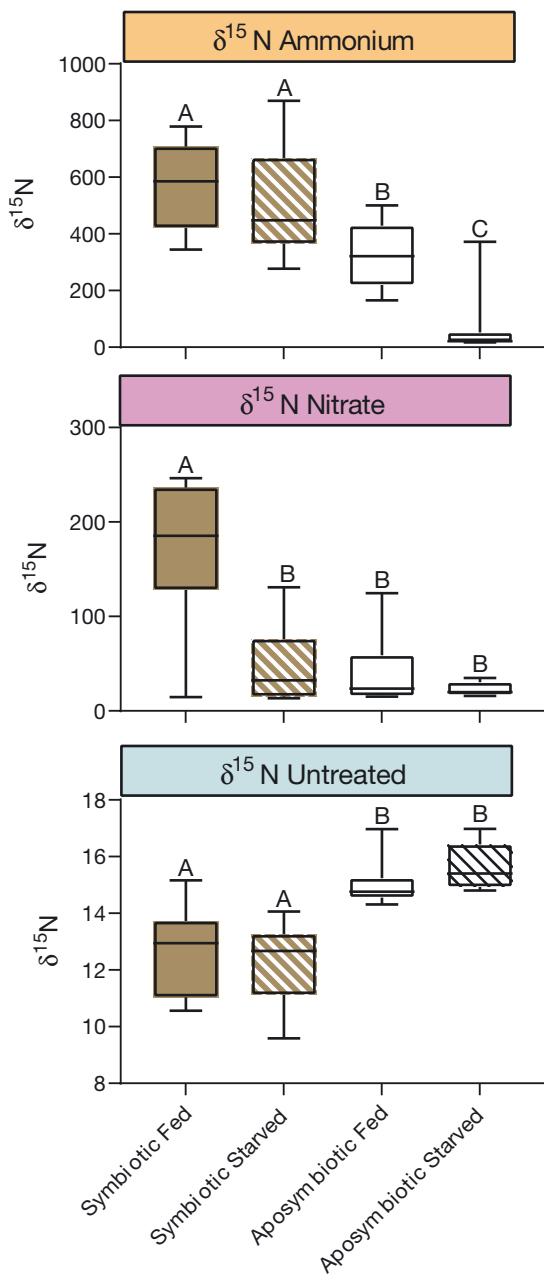 δ¹⁵ N Ammonium
1000
800
600
400
200
0
δ¹⁵N
A
A
B
C
δ¹⁵ N Nitrate
300
200
100
0
δ¹⁵N
A
B
B
B
δ¹⁵ N Untreated
18
16
14
12
10
8
δ¹⁵N
A
A
B
B
Symbiotic Fed
Symbiotic Starved
Aposymbiotic Fed
Aposymbiotic Starved